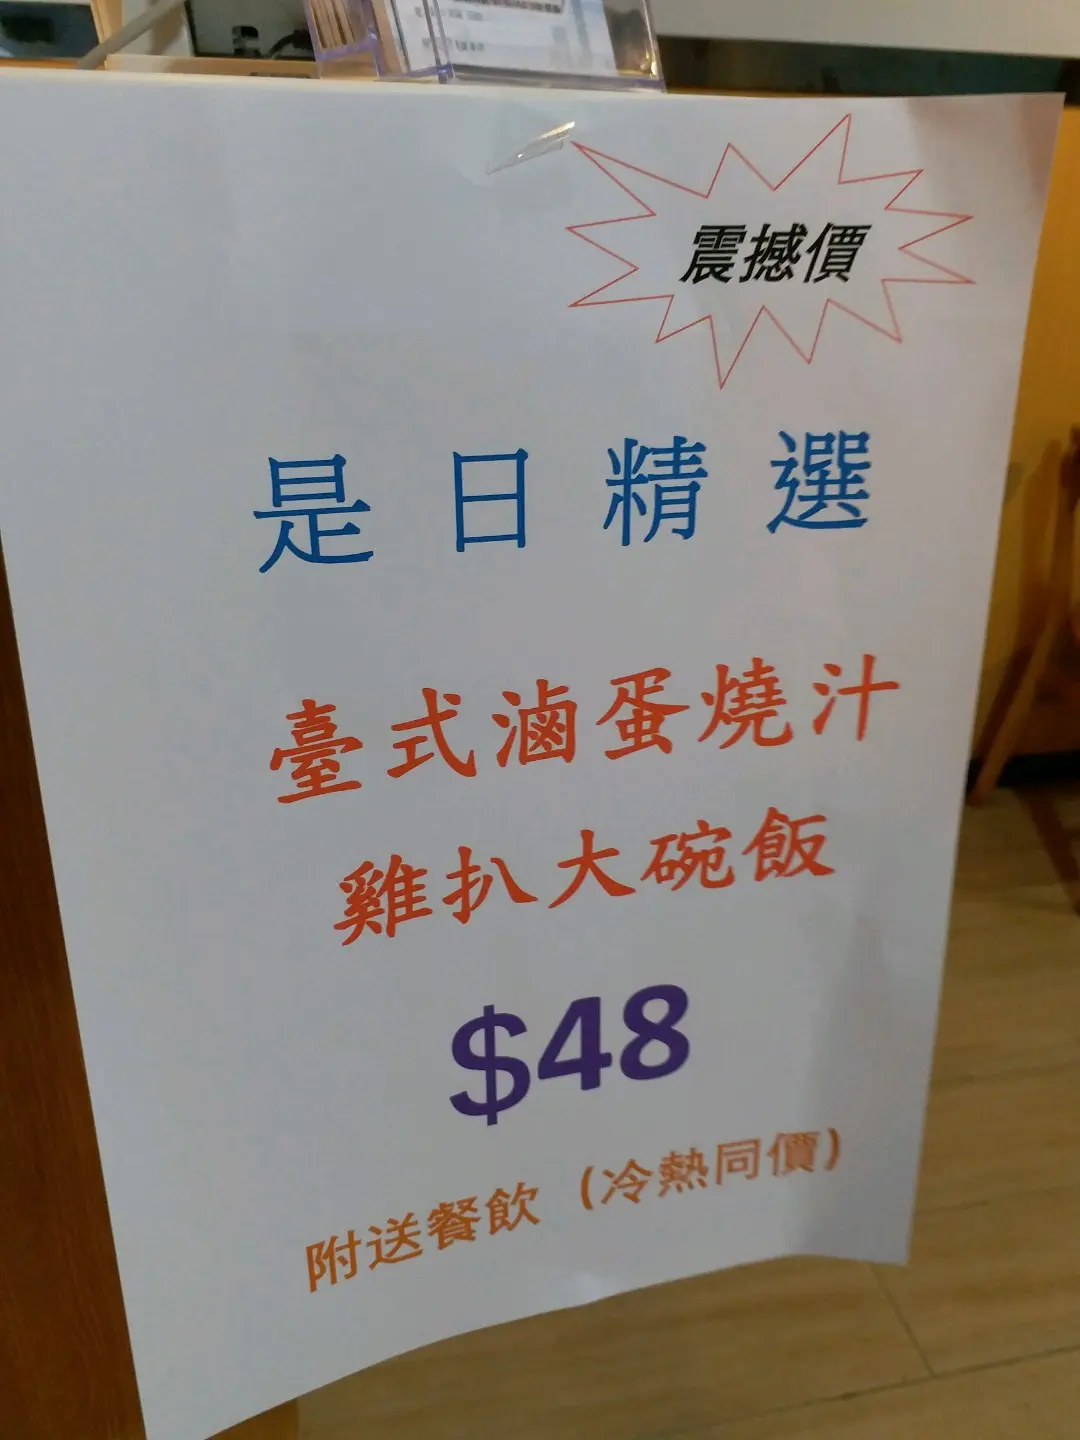 震撼價
是日精選
臺式滷蛋燒汁
雞扒大碗飯
$48
附送餐飲（冷熱同價）